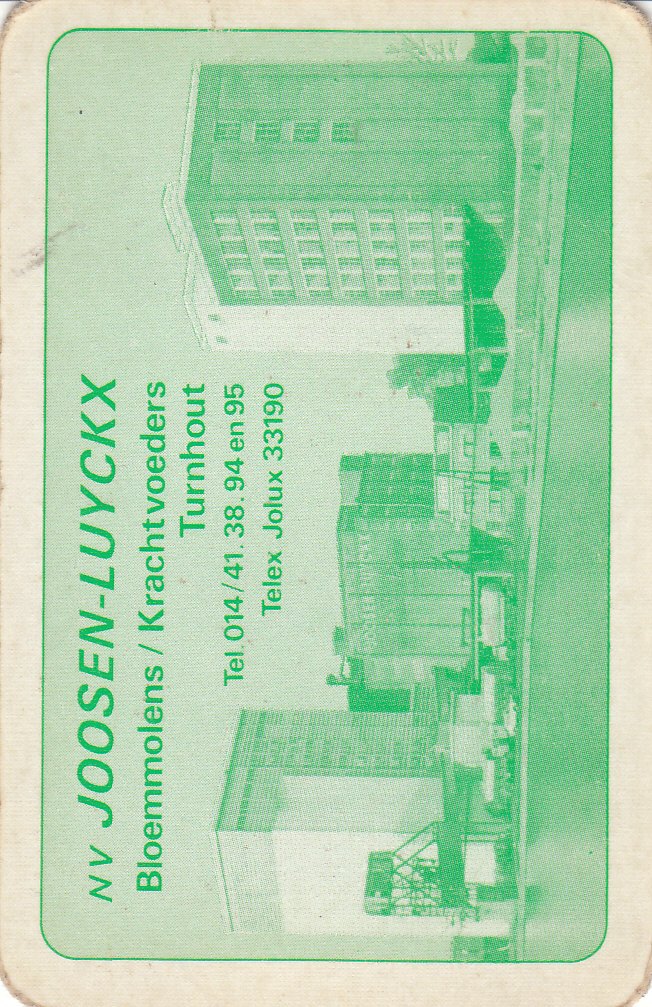 NV JOOSEN-LUYCKX
Bloemmolens / Krachtvoeders
Turnhout
Tel. 014/41.38.94 en 95
Telex Jolux 33190